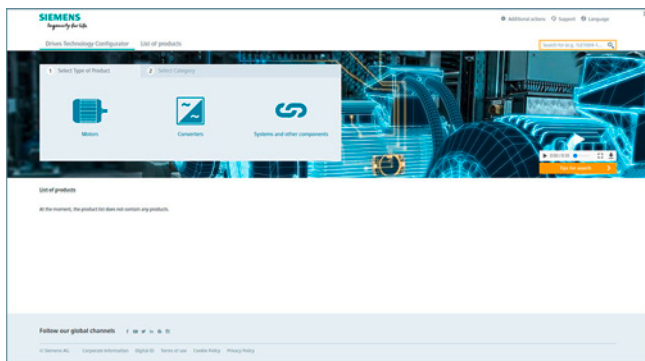 SIEMENS
Ingenuity for life
Additional actions Support Language
Drives Technology Configurator List of products
1 Select Type of Product 2 Select Category
Motors Converters Systems and other components
Tips for search
List of products
At the moment, the product list does not contain any products.
Follow our global channels
© Siemens AG Corporate Information Digital ID Terms of use Cookie Policy Privacy Policy